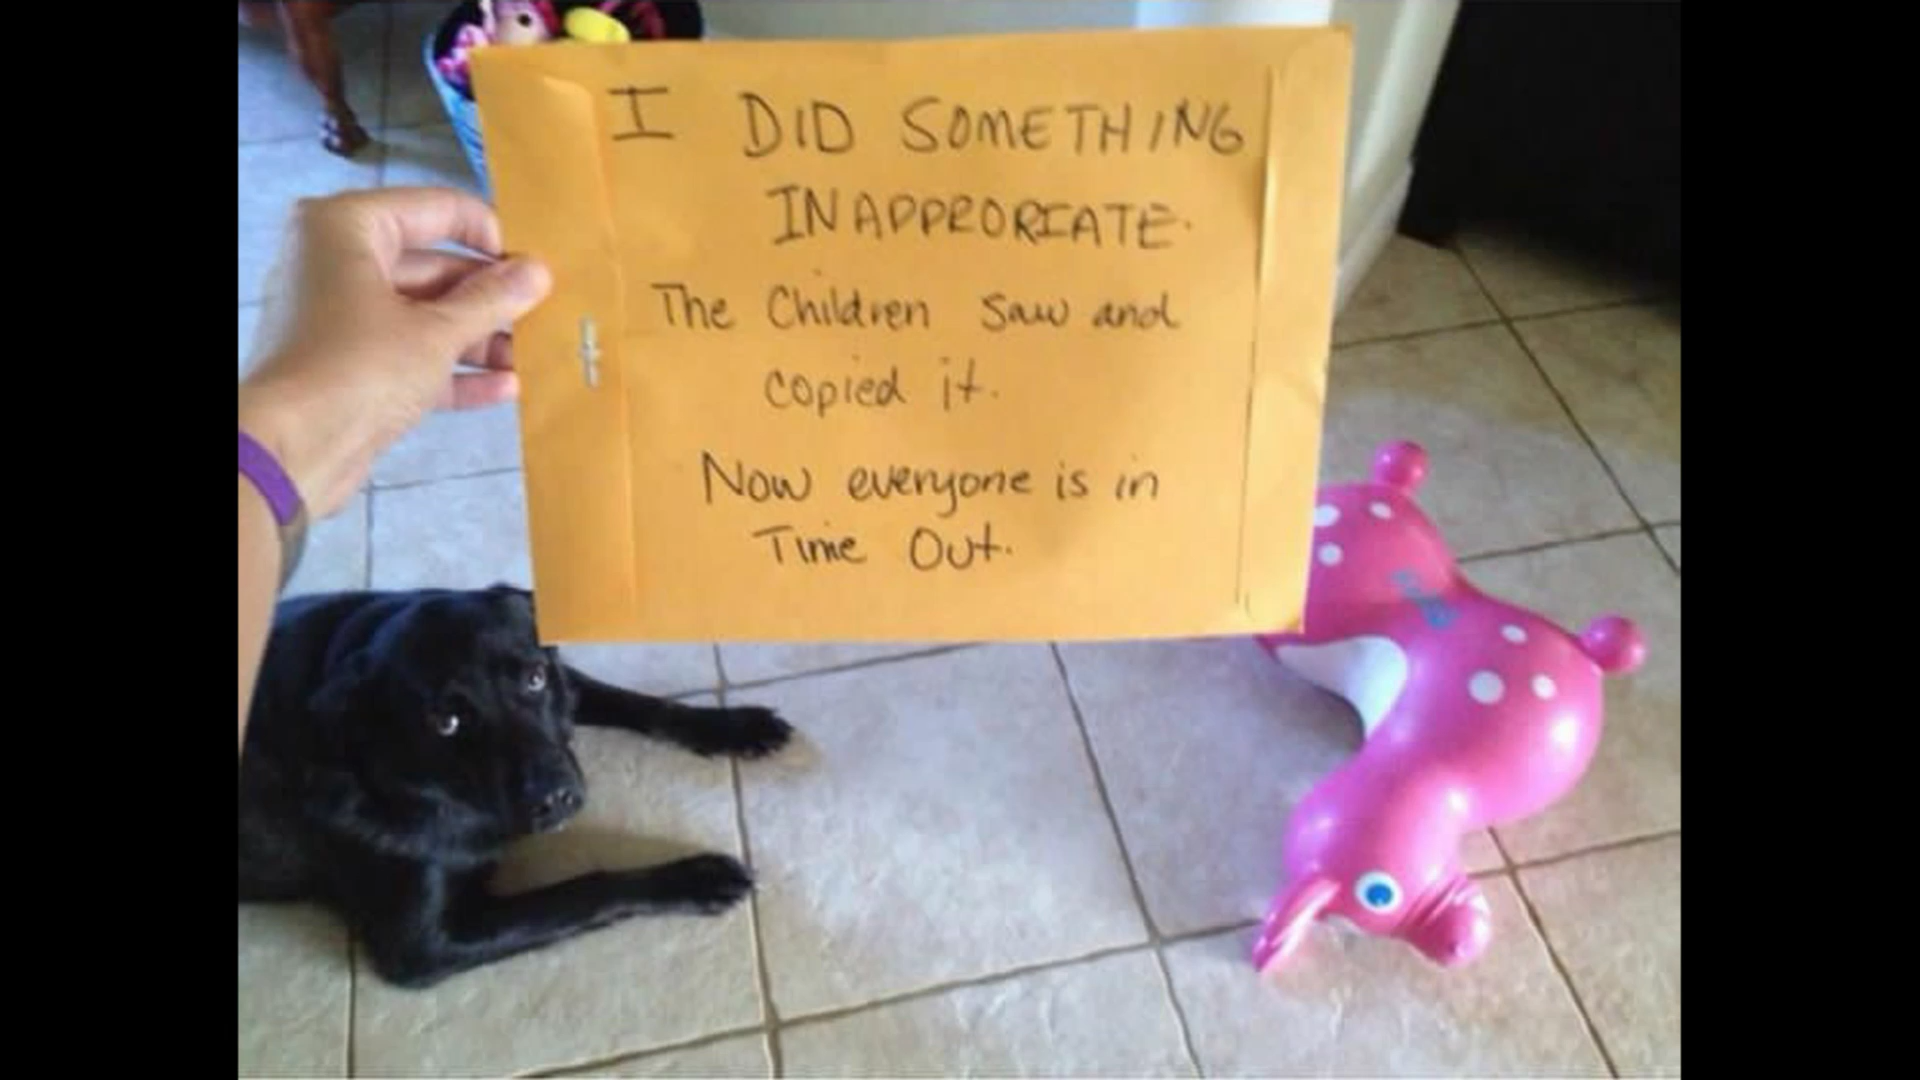 I DID SOMETHING
INAPPRORIATE.
The Children saw and
copied it.
Now everyone is in
Time Out.